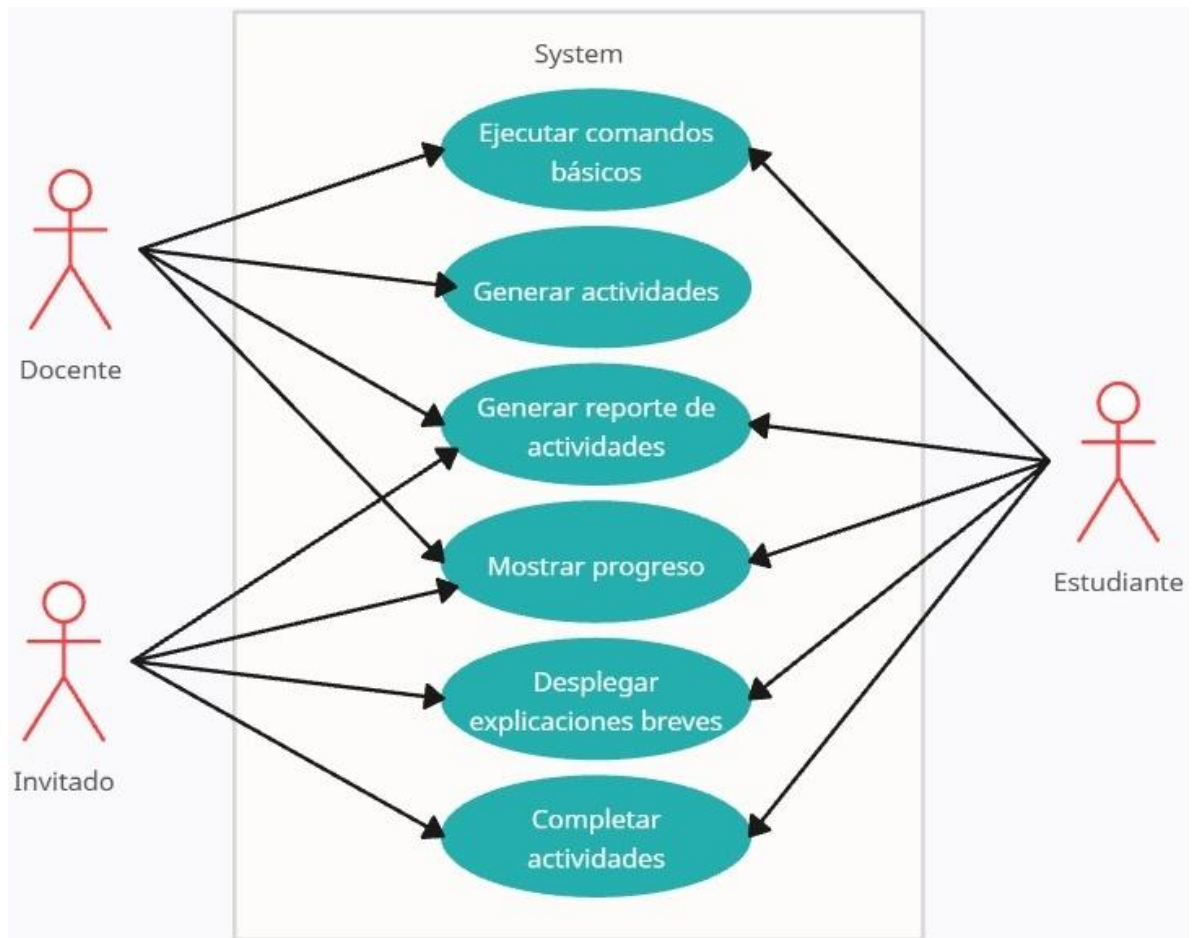 System
Ejecutar comandos
básicos
Generar actividades
Docente
Generar reporte de
actividades
Mostrar progreso
Estudiante
Desplegar
explicaciones breves
Invitado
Completar
actividades